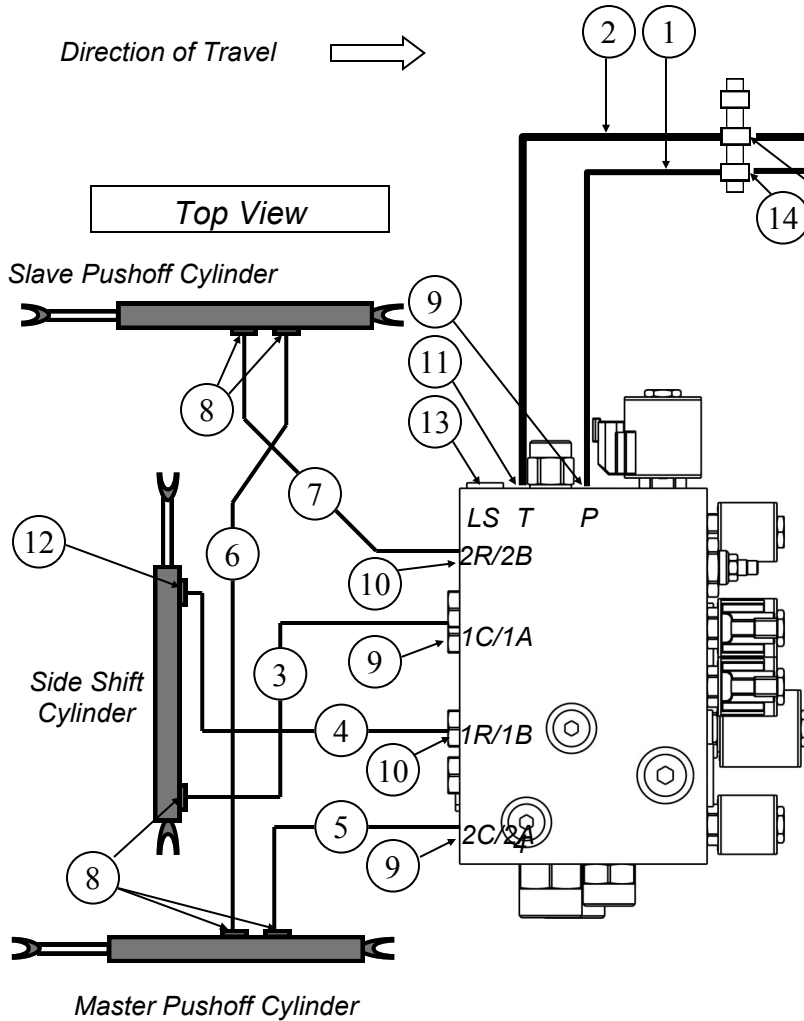 Direction of Travel
2
1
Top View
14
Slave Pushoff Cylinder
9
11
8
13
7
LS T P
12
6
2R/2B
10
1C/1A
9
3
Side Shift
Cylinder
4
1R/1B
10
5
2C/2A
9
8
Master Pushoff Cylinder